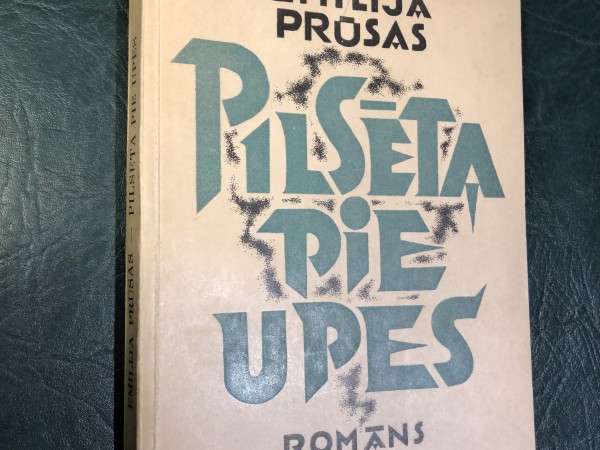 EMILIJA
PRŪSAS
PILSĒTA
PIE
UPES
ROMĀNS
EMILIJA PRŪSAS — PILSĒTA PIE UPES